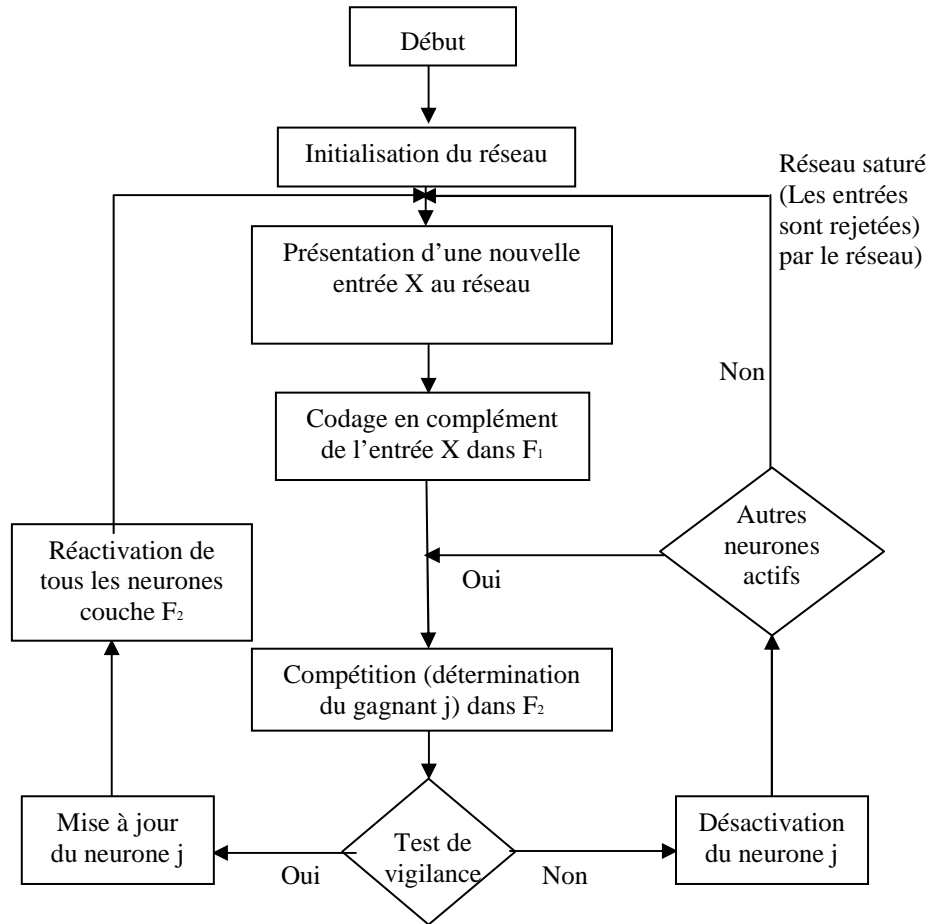 Début
Initialisation du réseau
Réseau saturé
(Les entrées
sont rejetées)
par le réseau)
Présentation d’une nouvelle
entrée X au réseau
Non
Codage en complément
de l’entrée X dans F₁
Autres
neurones
actifs
Réactivation de
tous les neurones
couche F₂
Oui
Compétition (détermination
du gagnant j) dans F₂
Mise à jour
du neurone j
Oui
Test de
vigilance
Non
Désactivation
du neurone j